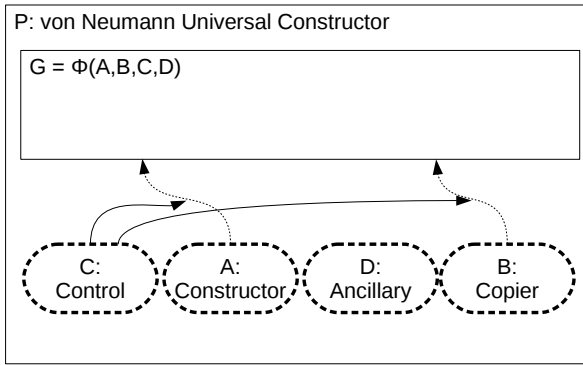 P: von Neumann Universal Constructor
G = Φ(A,B,C,D)
C:
Control
A:
Constructor
D:
Ancillary
B:
Copier